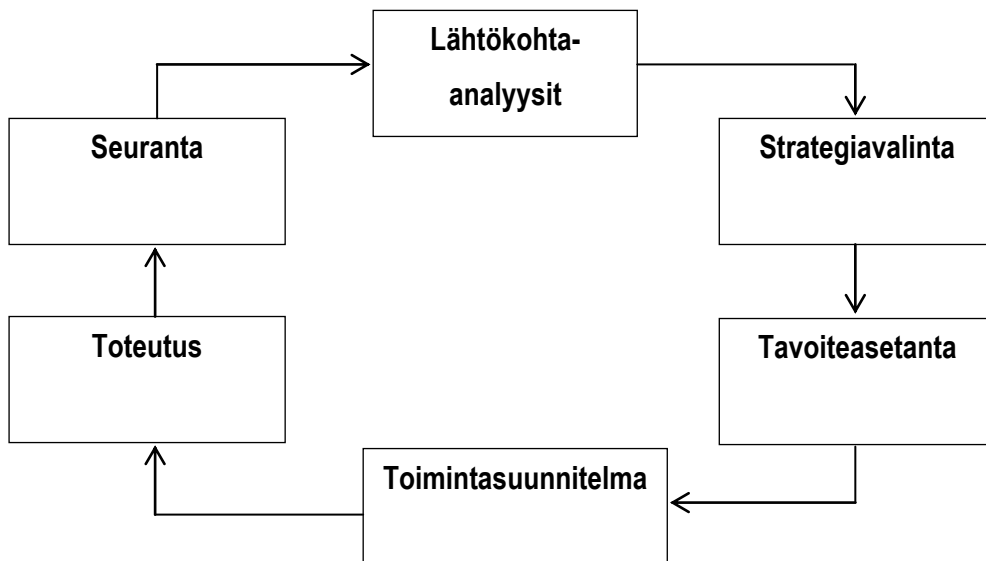 Lähtökohta-
analyysit
Seuranta
Strategiavalinta
Toteutus
Tavoiteasetanta
Toimintasuunnitelma